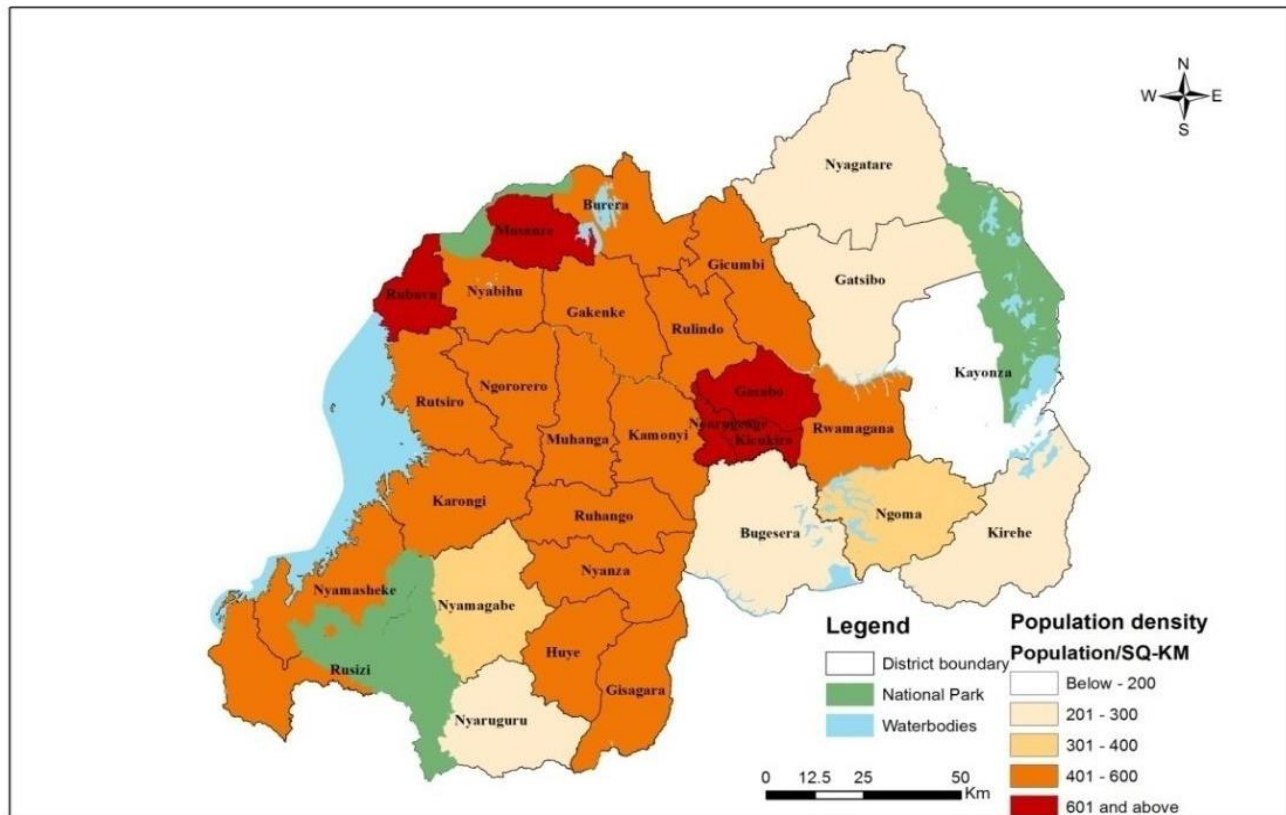 N
W E
S
Nyagatare
Burera
Musanze
Gicumbi
Gatsibo
Rubavu
Nyabihu
Gakenke
Rulindo
Kayonza
Gasabo
Rutsiro
Ngororero
Nyarugenge
Muhanga
Kamonyi
Kicukiro
Rwamagana
Karongi
Ruhango
Ngoma
Bugesera
Kirehe
Nyanza
Nyamasheke
Nyamagabe
Huye
Rusizi
Gisagara
Nyaruguru
Legend
District boundary
National Park
Waterbodies
Population density
Population/SQ-KM
Below - 200
201 - 300
301 - 400
401 - 600
601 and above
0 12.5 25 50
Km